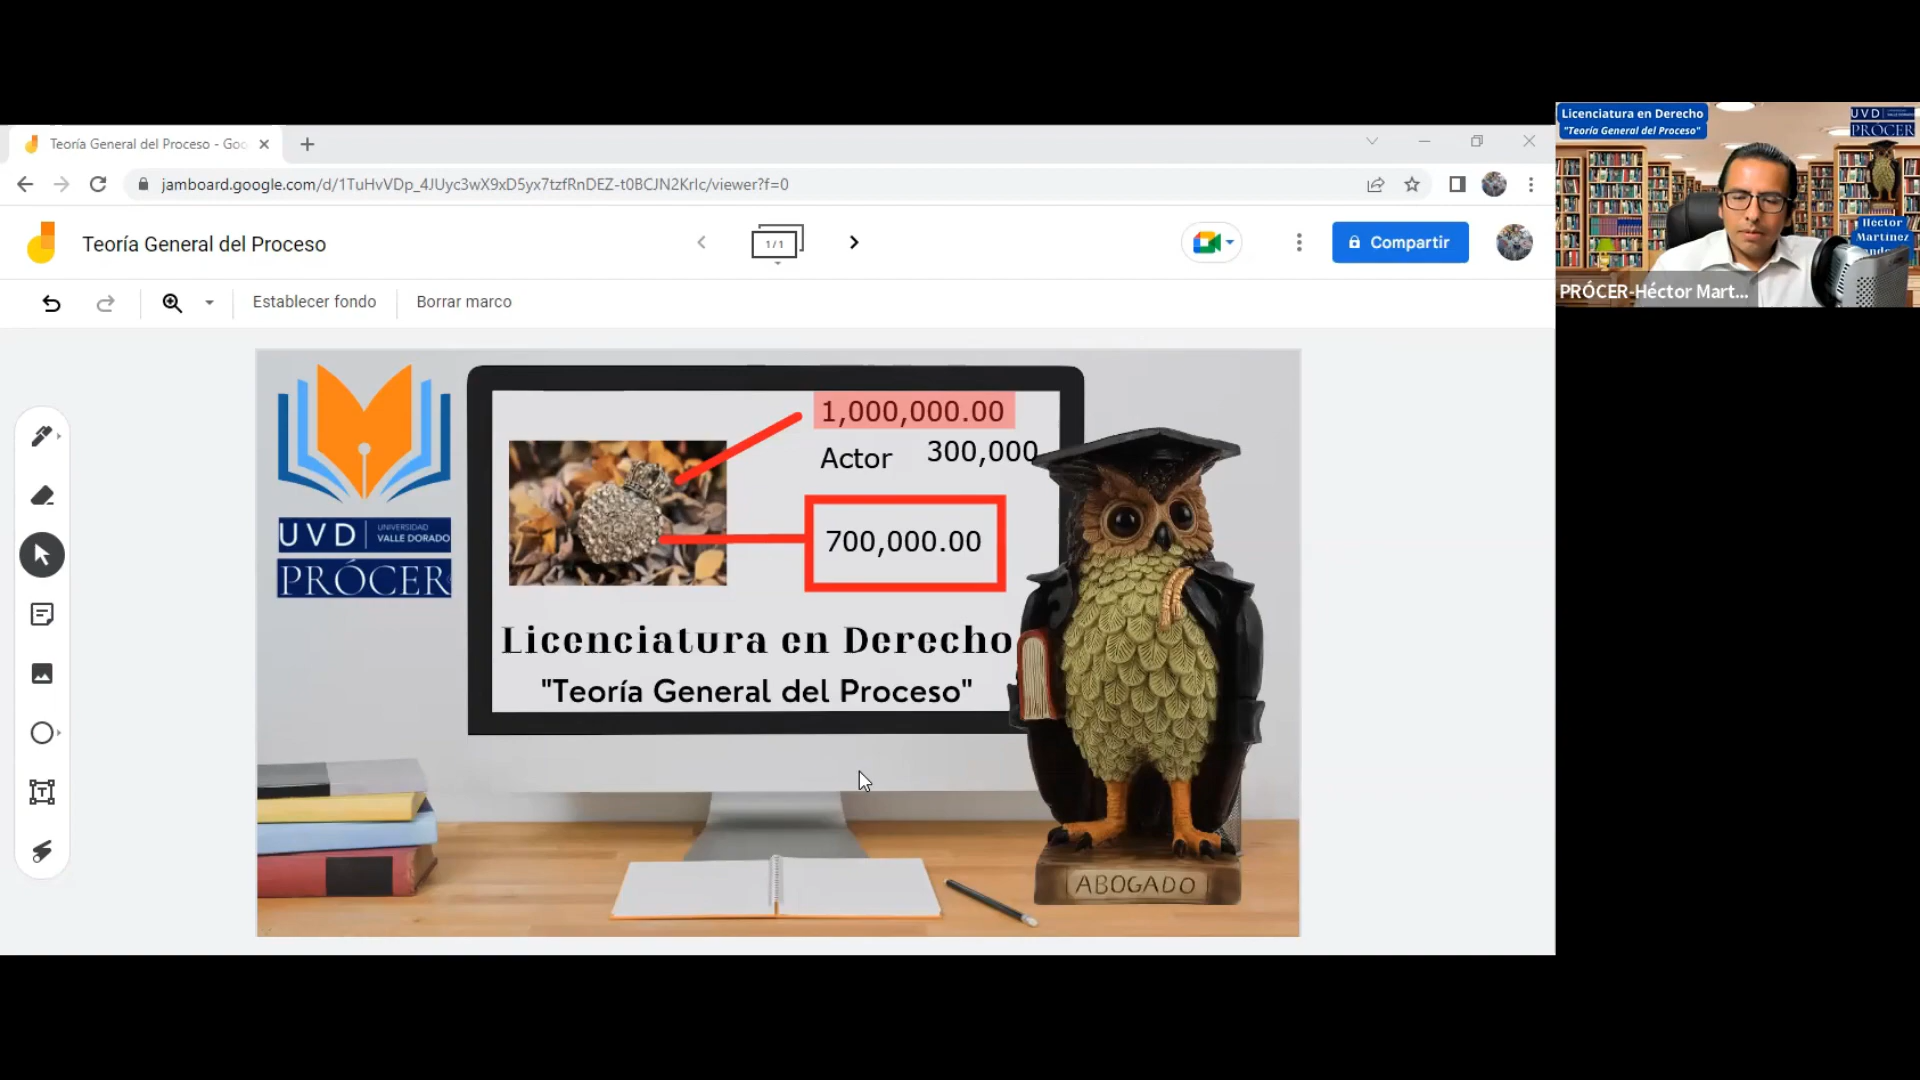 Teoría General del Proceso - Goo
jamboard.google.com/d/1TuHvVDp_4JUyc3wX9xD5yx7tzfRnDEZ-t0BCJN2KrIc/viewer?f=0
Teoría General del Proceso
1/1
Compartir
Establecer fondo
Borrar marco
1,000,000.00
Actor 300,000
700,000.00
UVD UNIVERSIDAD VALLE DORADO
PRÓCER
Licenciatura en Derecho
"Teoría General del Proceso"
ABOGADO
Licenciatura en Derecho
"Teoría General del Proceso"
UVD
PRÓCER
Héctor
Martínez
PRÓCER-Héctor Mart...